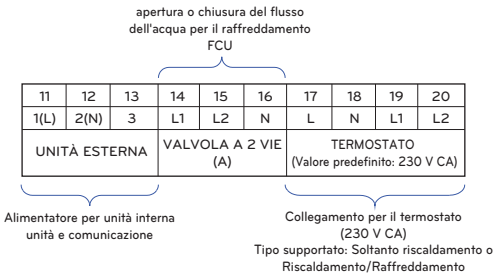 apertura o chiusura del flusso
dell'acqua per il raffreddamento
FCU
11 12 13 14 15 16 17 18 19 20
1(L) 2(N) 3 L1 L2 N L N L1 L2
UNITÀ ESTERNA
VALVOLA A 2 VIE
(A)
TERMOSTATO
(Valore predefinito: 230 V CA)
Alimentatore per unità interna
unità e comunicazione
Collegamento per il termostato
(230 V CA)
Tipo supportato: Soltanto riscaldamento o
Riscaldamento/Raffreddamento